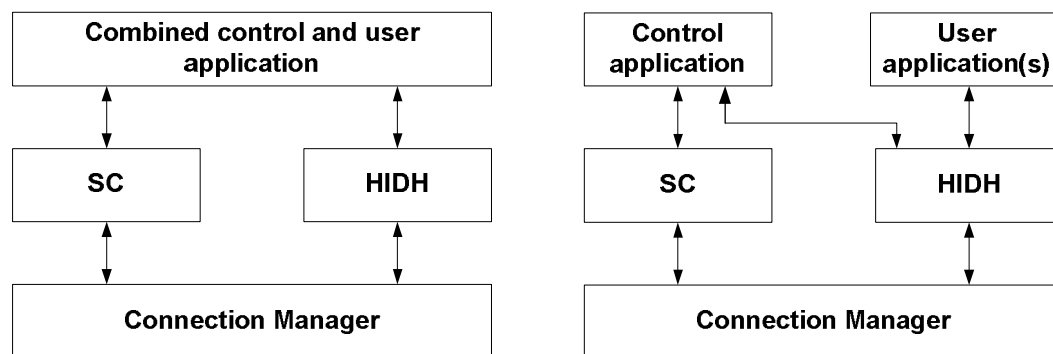 Combined control and user
application
SC
HIDH
Connection Manager
Control
application
User
application(s)
SC
HIDH
Connection Manager